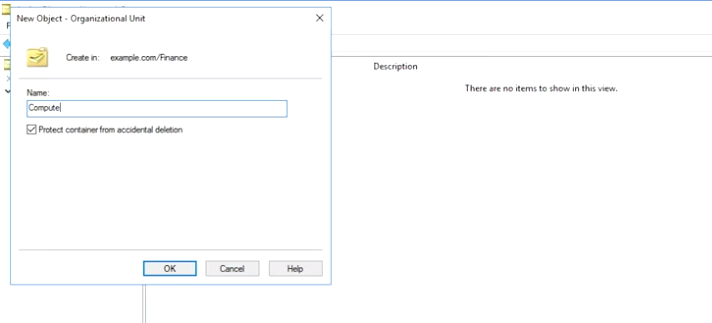 New Object - Organizational Unit
Create in: example.com/Finance
Description
There are no items to show in this view.
Name:
Compute
Protect container from accidental deletion
OK Cancel Help